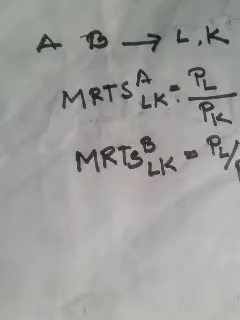 A B → L, K
MRTS^A_LK = P_L / P_K
MRTS^B_LK = P_L /